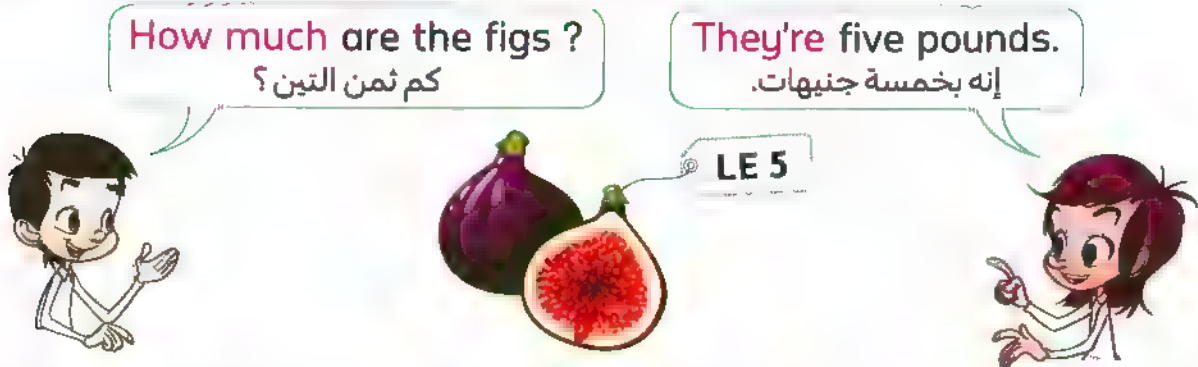 How much are the figs ?
كم ثمن التين ؟
They're five pounds.
إنه بخمسة جنيهات.
LE 5